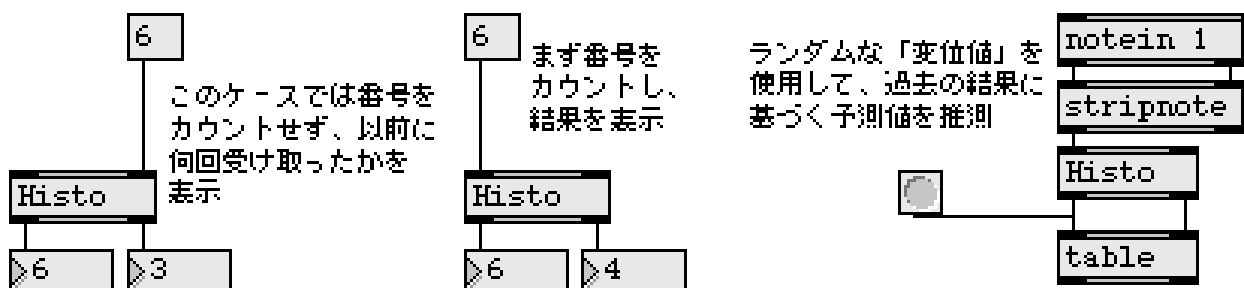 6
このケースでは番号を
カウントせず、以前に
何回受け取ったかを
表示
Histo
6
3
6
まず番号を
カウントし、
結果を表示
Histo
6
4
ランダムな「変位値」を
使用して、過去の結果に
基づく予測値を推測
notein 1
stripnote
Histo
table